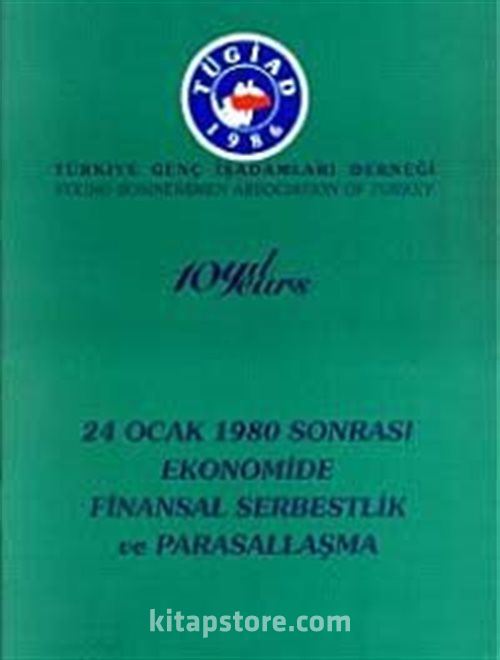 TÜGİAD
1986
TÜRKİYE GENÇ İŞADAMLARI DERNEĞİ
YOUNG BUSINESSMEN ASSOCIATION OF TURKEY
10 yıl
years
24 OCAK 1980 SONRASI
EKONOMİDE
FİNANSAL SERBESTLİK
ve PARASALLAŞMA
kitapstore.com